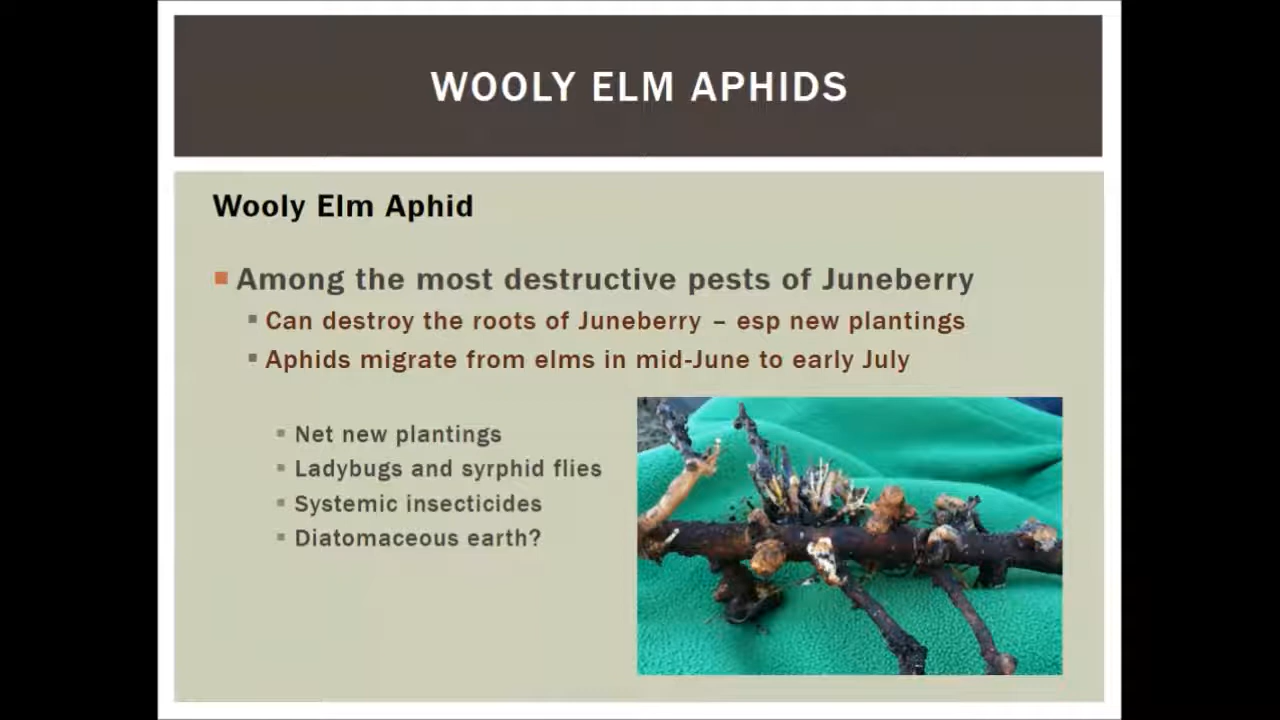 WOOLY ELM APHIDS
Wooly Elm Aphid
Among the most destructive pests of Juneberry
Can destroy the roots of Juneberry – esp new plantings
Aphids migrate from elms in mid-June to early July
Net new plantings
Ladybugs and syrphid flies
Systemic insecticides
Diatomaceous earth?